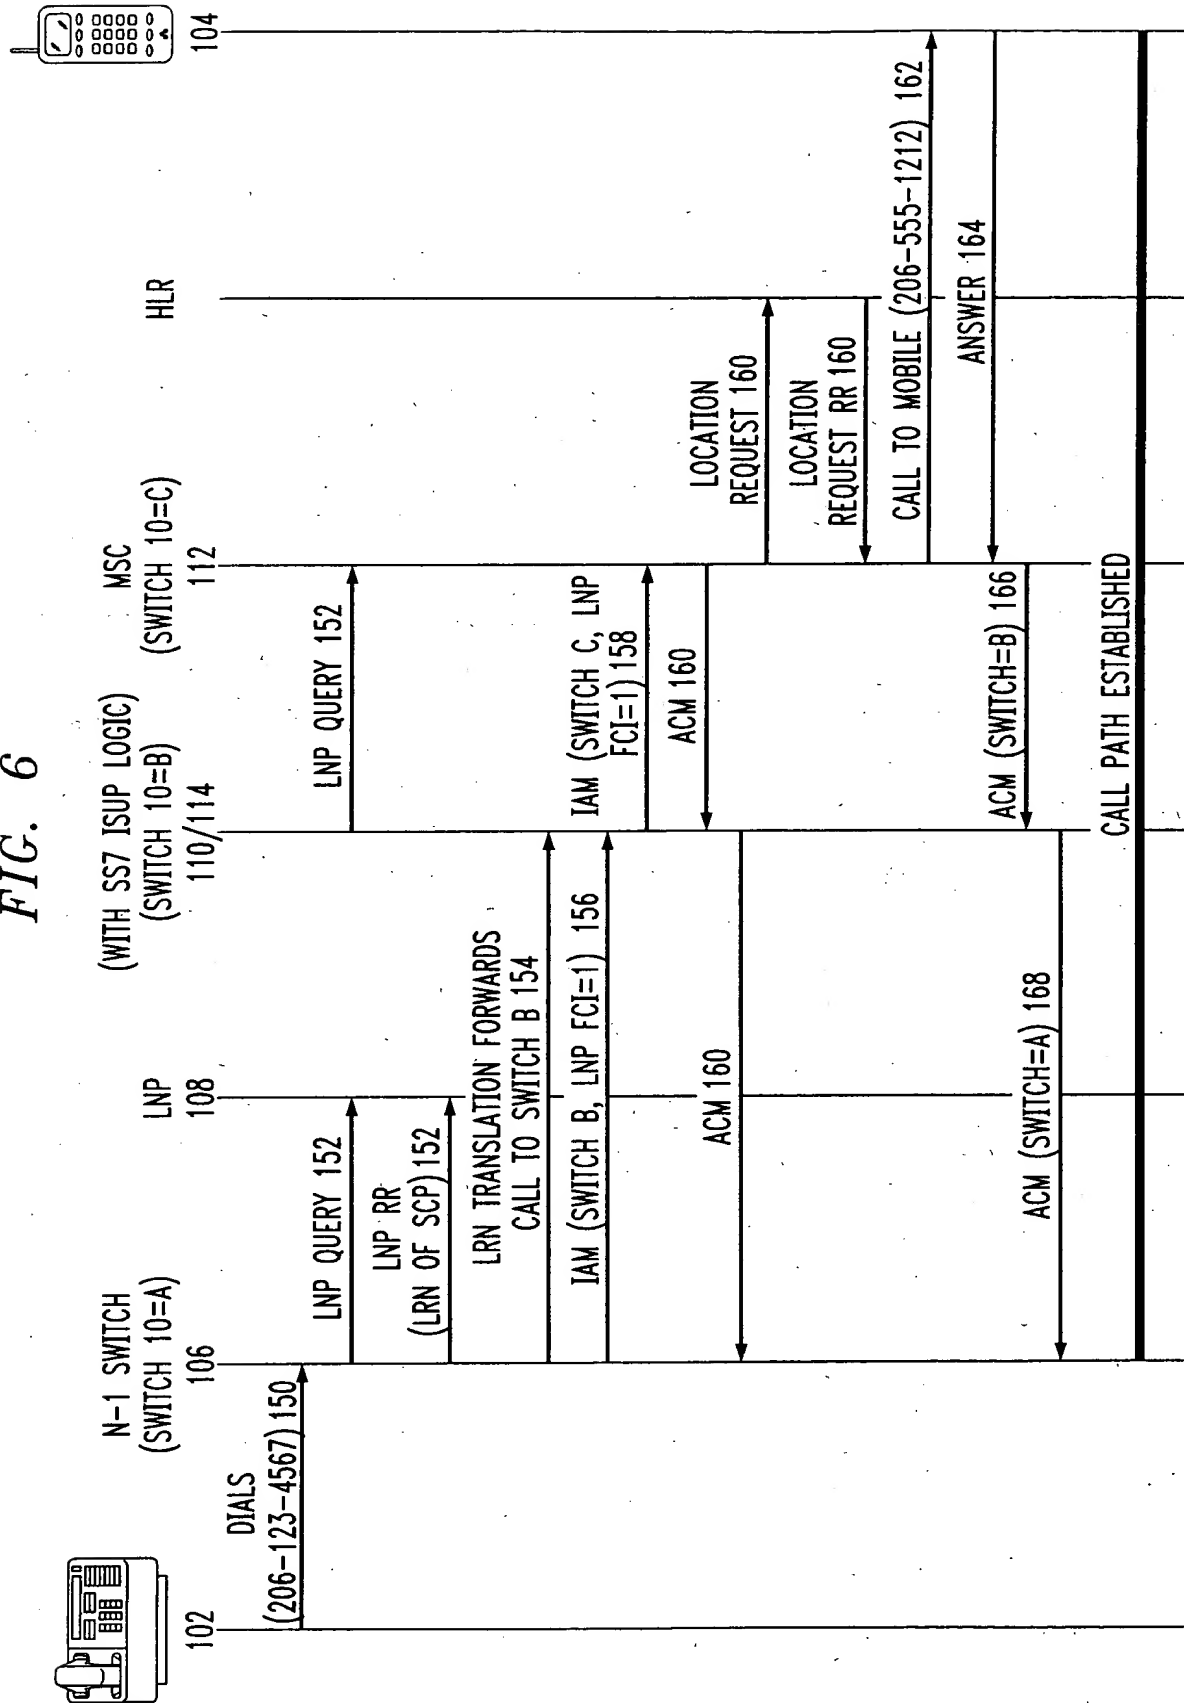 FIG. 6
102
N-1 SWITCH
(SWITCH 10=A)
106
LNP
108
(WITH SS7 ISUP LOGIC)
(SWITCH 10=B)
110/114
MSC
(SWITCH 10=C)
112
HLR
104
DIALS
(206-123-4567) 150
LNP QUERY 152
LNP QUERY 152
LNP RR
(LRN OF SCP) 152
LRN TRANSLATION FORWARDS
CALL TO SWITCH B 154
IAM (SWITCH B, LNP FCI=1) 156
IAM (SWITCH C, LNP
FCI=1) 158
ACM 160
ACM 160
LOCATION
REQUEST 160
LOCATION
REQUEST RR 160
CALL TO MOBILE (206-555-1212) 162
ANSWER 164
ACM (SWITCH=B) 166
ACM (SWITCH=A) 168
CALL PATH ESTABLISHED